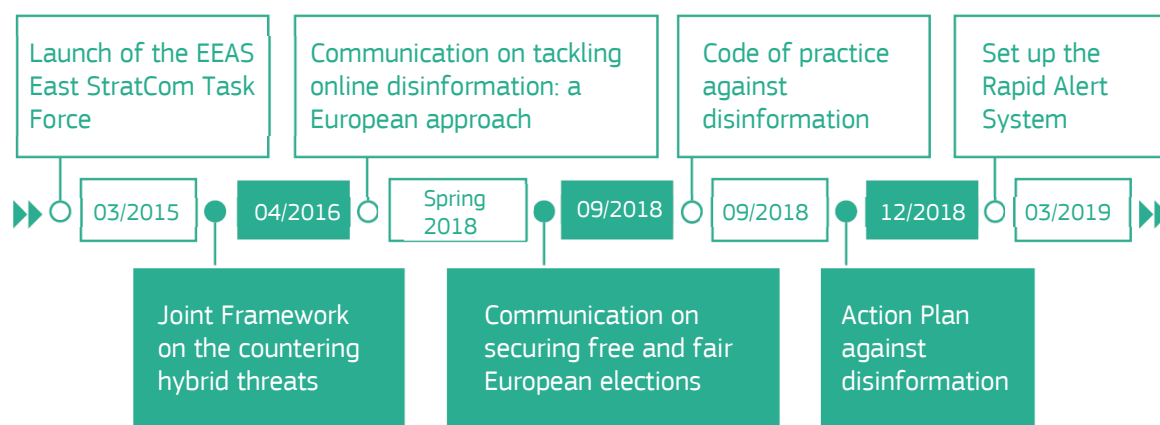 Launch of the EEAS
East StratCom Task
Force
Communication on tackling
online disinformation: a
European approach
Code of practice
against
disinformation
Set up the
Rapid Alert
System
03/2015
04/2016
Spring
2018
09/2018
09/2018
12/2018
03/2019
Joint Framework
on the countering
hybrid threats
Communication on
securing free and fair
European elections
Action Plan
against
disinformation